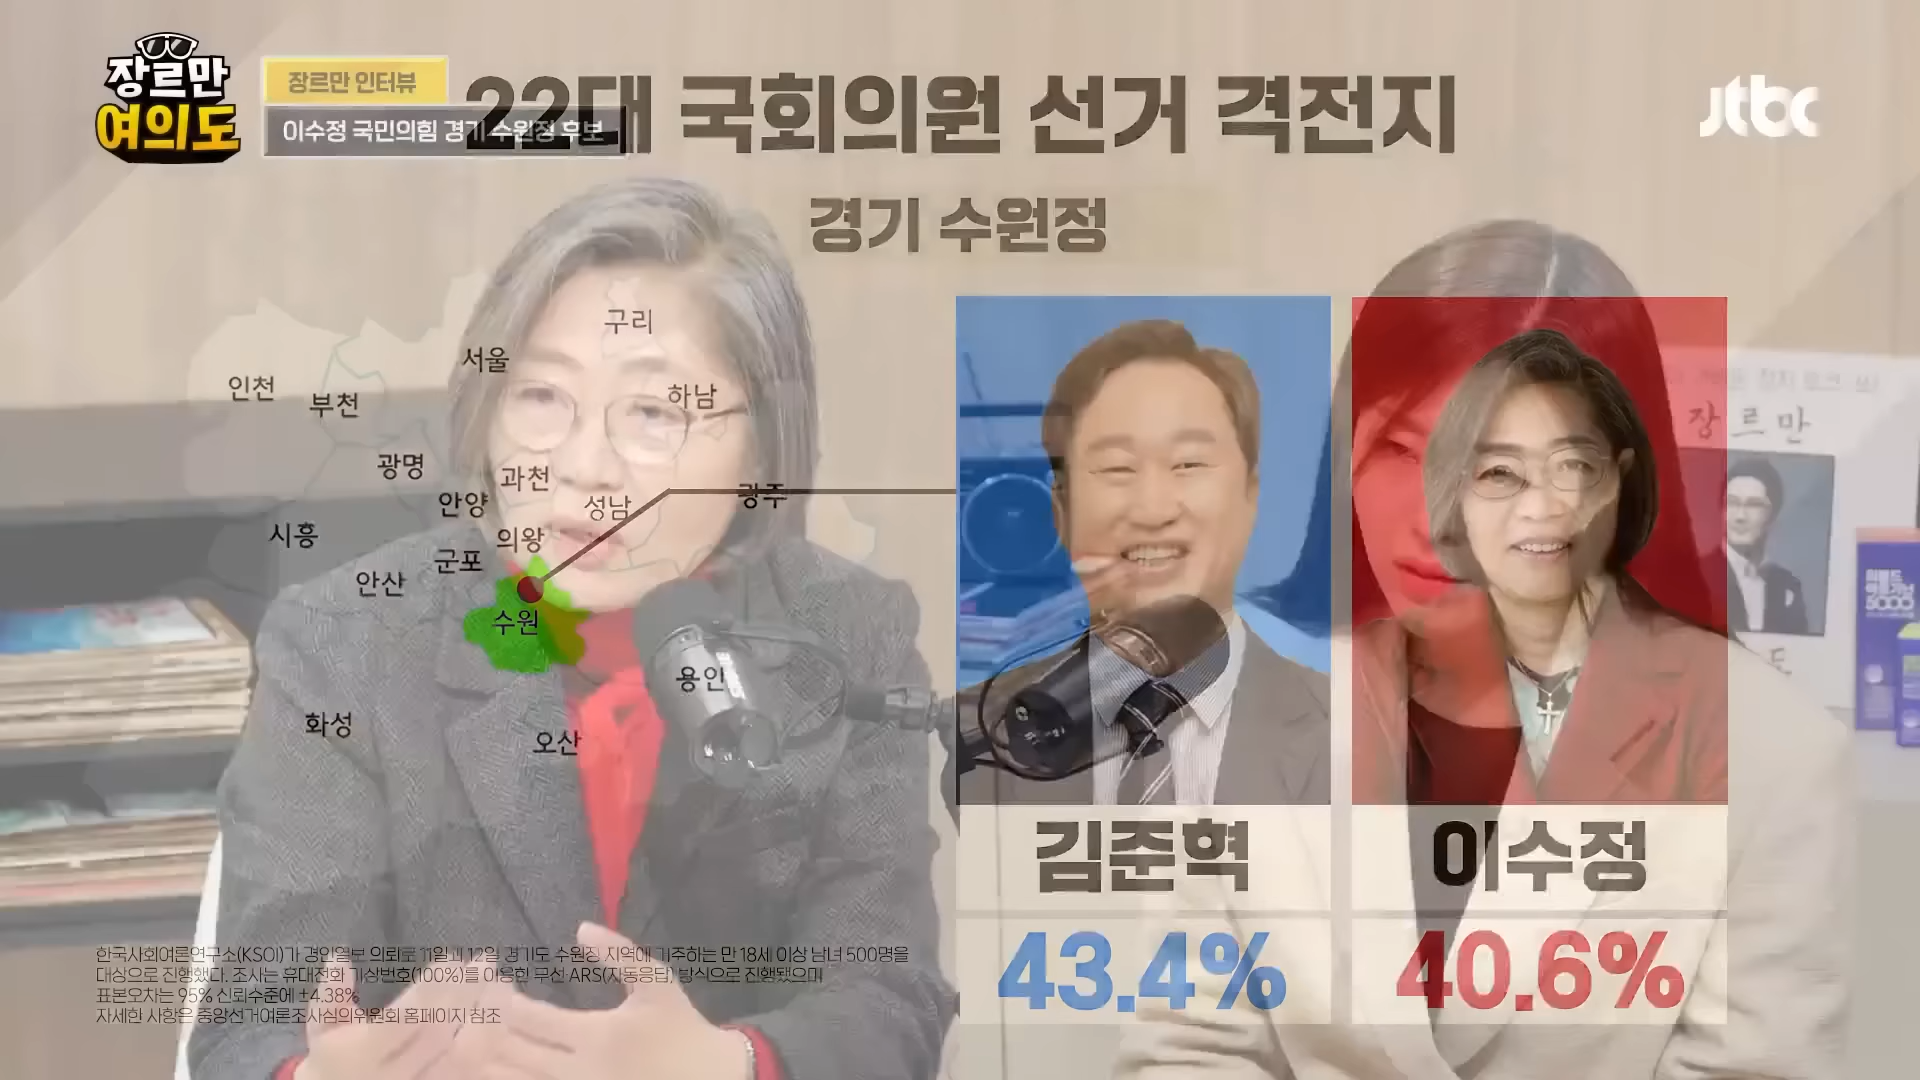 장르만
여의도
장르만 인터뷰
이수정 국민의힘 경기 수원정 후보
22대 국회의원 선거 격전지
jtbc
경기 수원정
구리
서울
인천
부천
하남
광명
과천
안양
성남
광주
시흥
의왕
군포
안산
수원
용인
화성
오산
장르만
김준혁
이수정
43.4%
40.6%
한국사회여론연구소(KSOI)가 경인일보 의뢰로 11일과 12일 경기도 수원정 지역에 거주하는 만 18세 이상 남녀 500명을
대상으로 진행했다. 조사는 휴대전화 가상번호(100%)를 이용한 무선 ARS(자동응답) 방식으로 진행됐으며
표본오차는 95% 신뢰수준에 ±4.38%
자세한 사항은 중앙선거여론조사심의위원회 홈페이지 참조